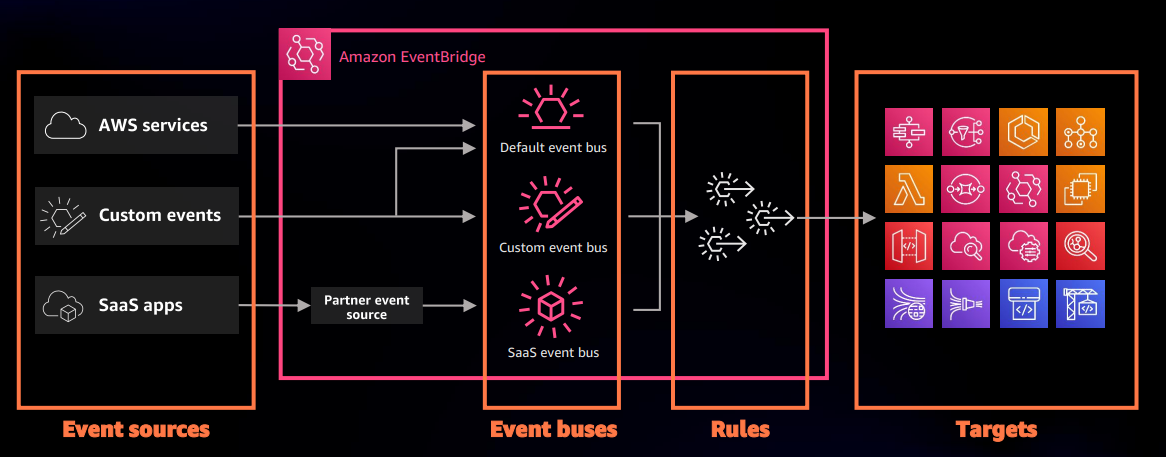 Amazon EventBridge
AWS services
Custom events
SaaS apps
Partner event
source
Default event bus
Custom event bus
SaaS event bus
Event sources
Event buses
Rules
Targets